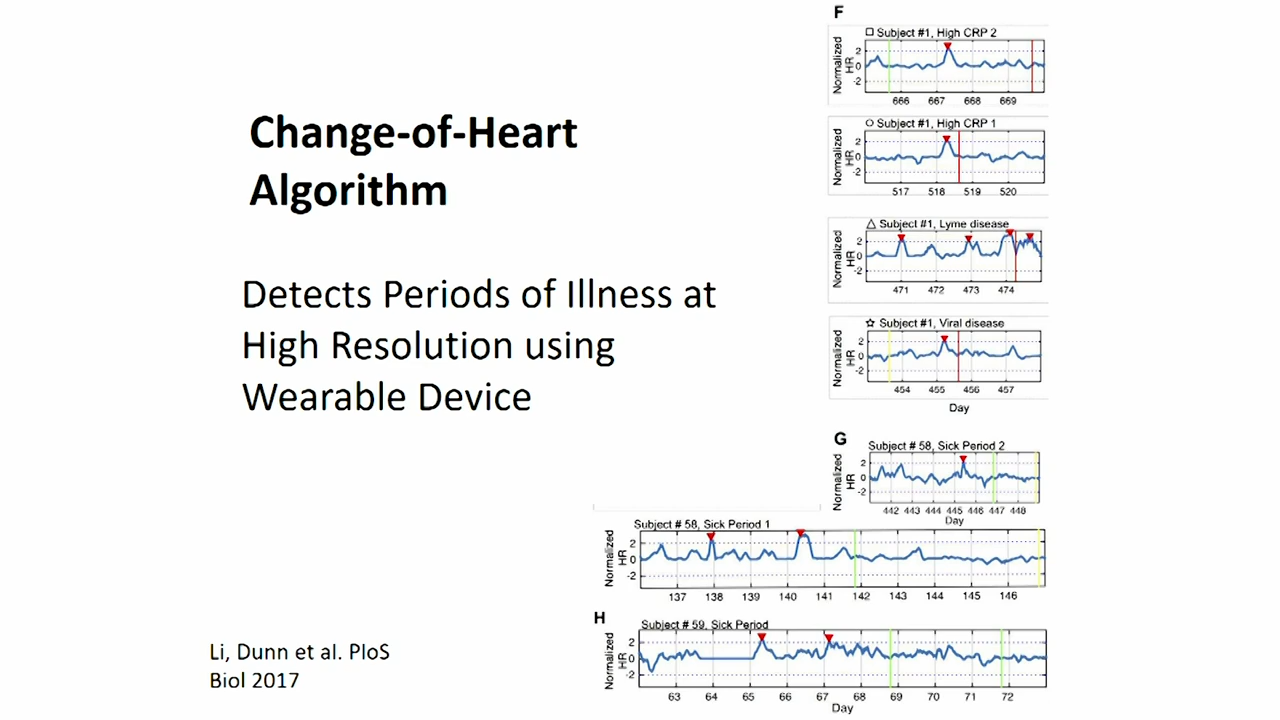 Change-of-Heart
Algorithm
Detects Periods of Illness at
High Resolution using
Wearable Device
Li, Dunn et al. PloS
Biol 2017
F
Subject #1, High CRP 2
Normalized
HR
2
0
-2
666 667 668 669
Subject #1, High CRP 1
Normalized
HR
2
0
-2
517 518 519 520
Subject #1, Lyme disease
Normalized
HR
2
0
-2
471 472 473 474
Subject #1, Viral disease
Normalized
HR
2
0
-2
454 455 456 457
Day
G
Subject # 58, Sick Period 2
Normalized
HR
2
0
-2
442 443 444 445 446 447 448
Day
Subject # 58, Sick Period 1
Normalized
HR
2
0
-2
137 138 139 140 141 142 143 144 145 146
H
Subject # 59, Sick Period
Normalized
HR
2
0
-2
63 64 65 66 67 68 69 70 71 72
Day